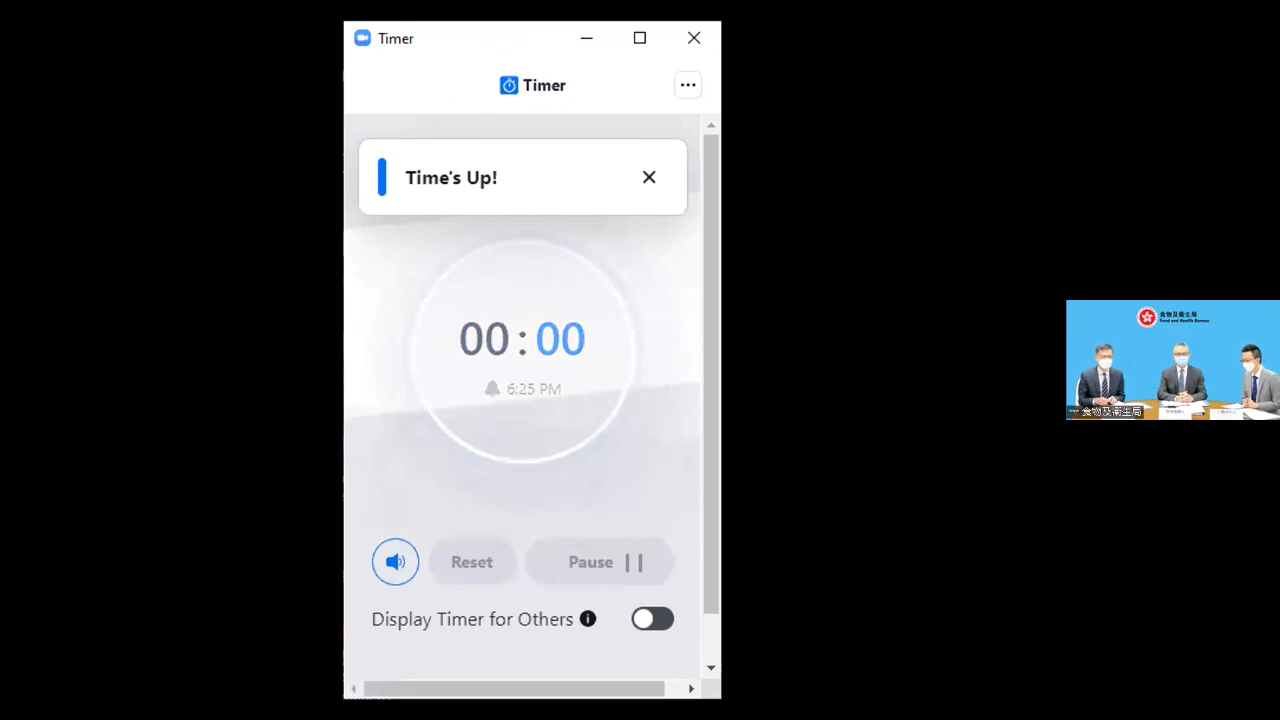 Timer
Timer
Time's Up!
00:00
6:25 PM
Reset
Pause
Display Timer for Others
食物及衞生局
Food and Health Bureau
食物及衛生局